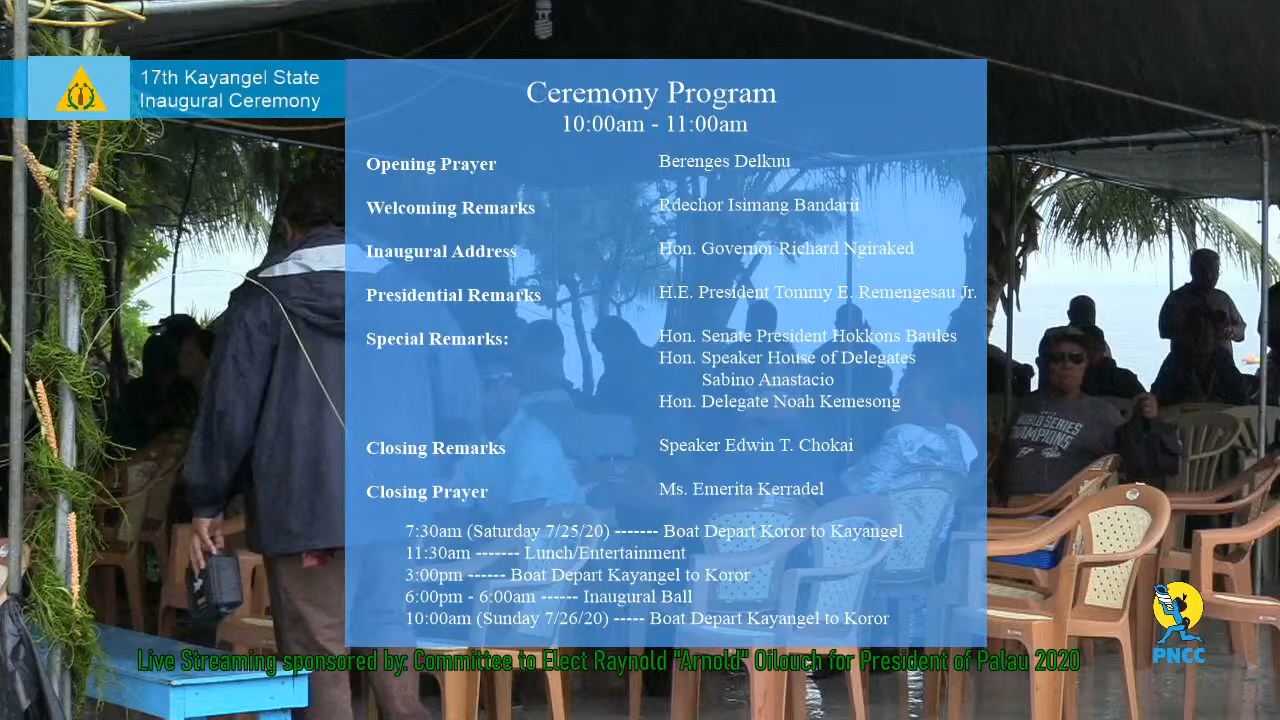 17th Kayangel State
Inaugural Ceremony
Ceremony Program
10:00am - 11:00am
Opening Prayer Berenges Delkuu
Welcoming Remarks Rdechor Isimang Bandarii
Inaugural Address Hon. Governor Richard Ngiraked
Presidential Remarks H.E. President Tommy E. Remengesau Jr.
Special Remarks: Hon. Senate President Hokkons Baules
Hon. Speaker House of Delegates
Sabino Anastacio
Hon. Delegate Noah Kemesong
Closing Remarks Speaker Edwin T. Chokai
Closing Prayer Ms. Emerita Kerradel
7:30am (Saturday 7/25/20) ------- Boat Depart Koror to Kayangel
11:30am ------- Lunch/Entertainment
3:00pm ------ Boat Depart Kayangel to Koror
6:00pm - 6:00am ------ Inaugural Ball
10:00am (Sunday 7/26/20) ----- Boat Depart Kayangel to Koror
WORLD SERIES
CHAMPIONS
PNCC
Live Streaming sponsored by: Committee to Elect Raynold "Arnold" Oilouch for President of Palau 2020